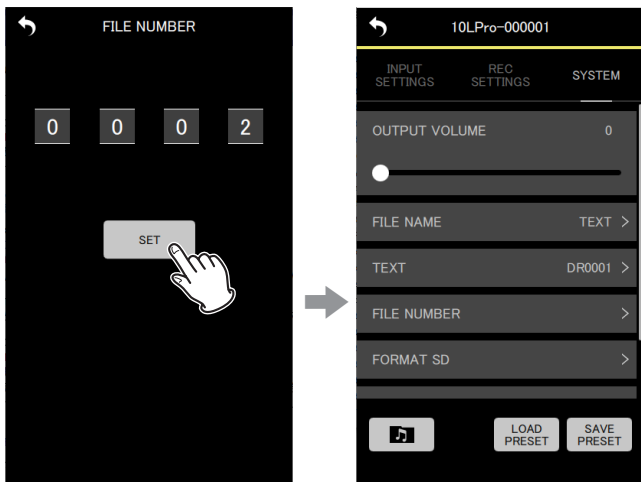 FILE NUMBER
0 0 0 2
SET
10LPro-000001
INPUT SETTINGS
REC SETTINGS
SYSTEM
OUTPUT VOLUME 0
FILE NAME TEXT >
TEXT DR0001 >
FILE NUMBER >
FORMAT SD >
LOAD PRESET
SAVE PRESET